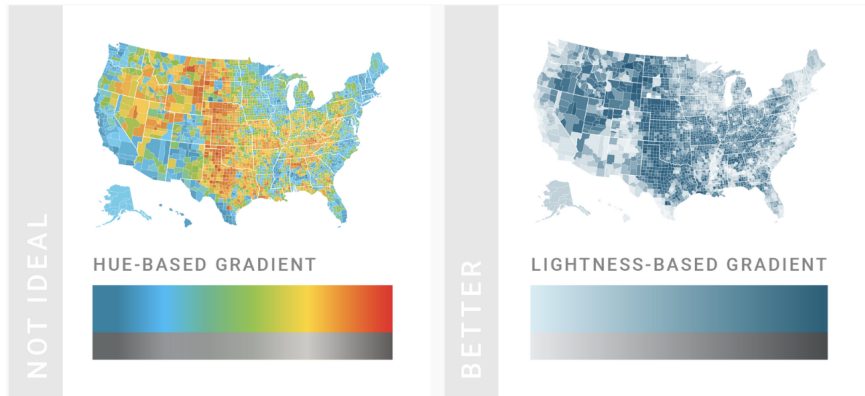 NOT IDEAL
HUE-BASED GRADIENT
BETTER
LIGHTNESS-BASED GRADIENT